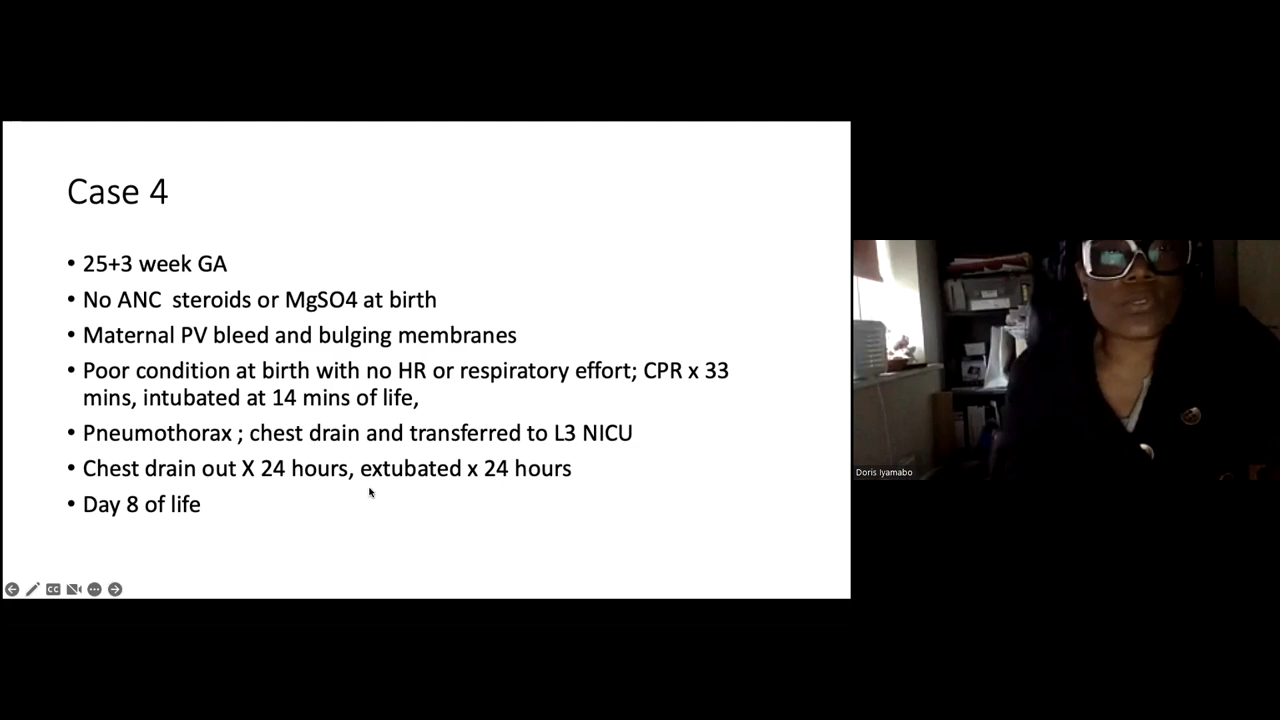 Case 4
• 25+3 week GA
• No ANC  steroids or MgSO4 at birth
• Maternal PV bleed and bulging membranes
• Poor condition at birth with no HR or respiratory effort; CPR x 33
mins, intubated at 14 mins of life,
• Pneumothorax ; chest drain and transferred to L3 NICU
• Chest drain out X 24 hours, extubated x 24 hours
• Day 8 of life
CC
Doris Iyamabo